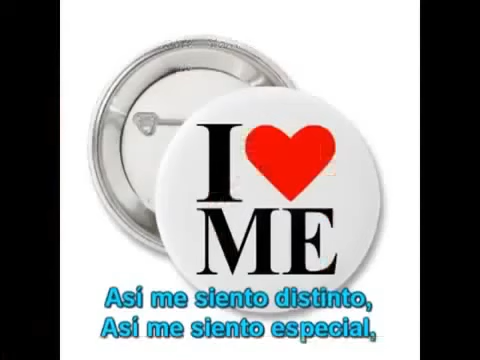 I
ME
Así me siento distinto,
Así me siento especial,